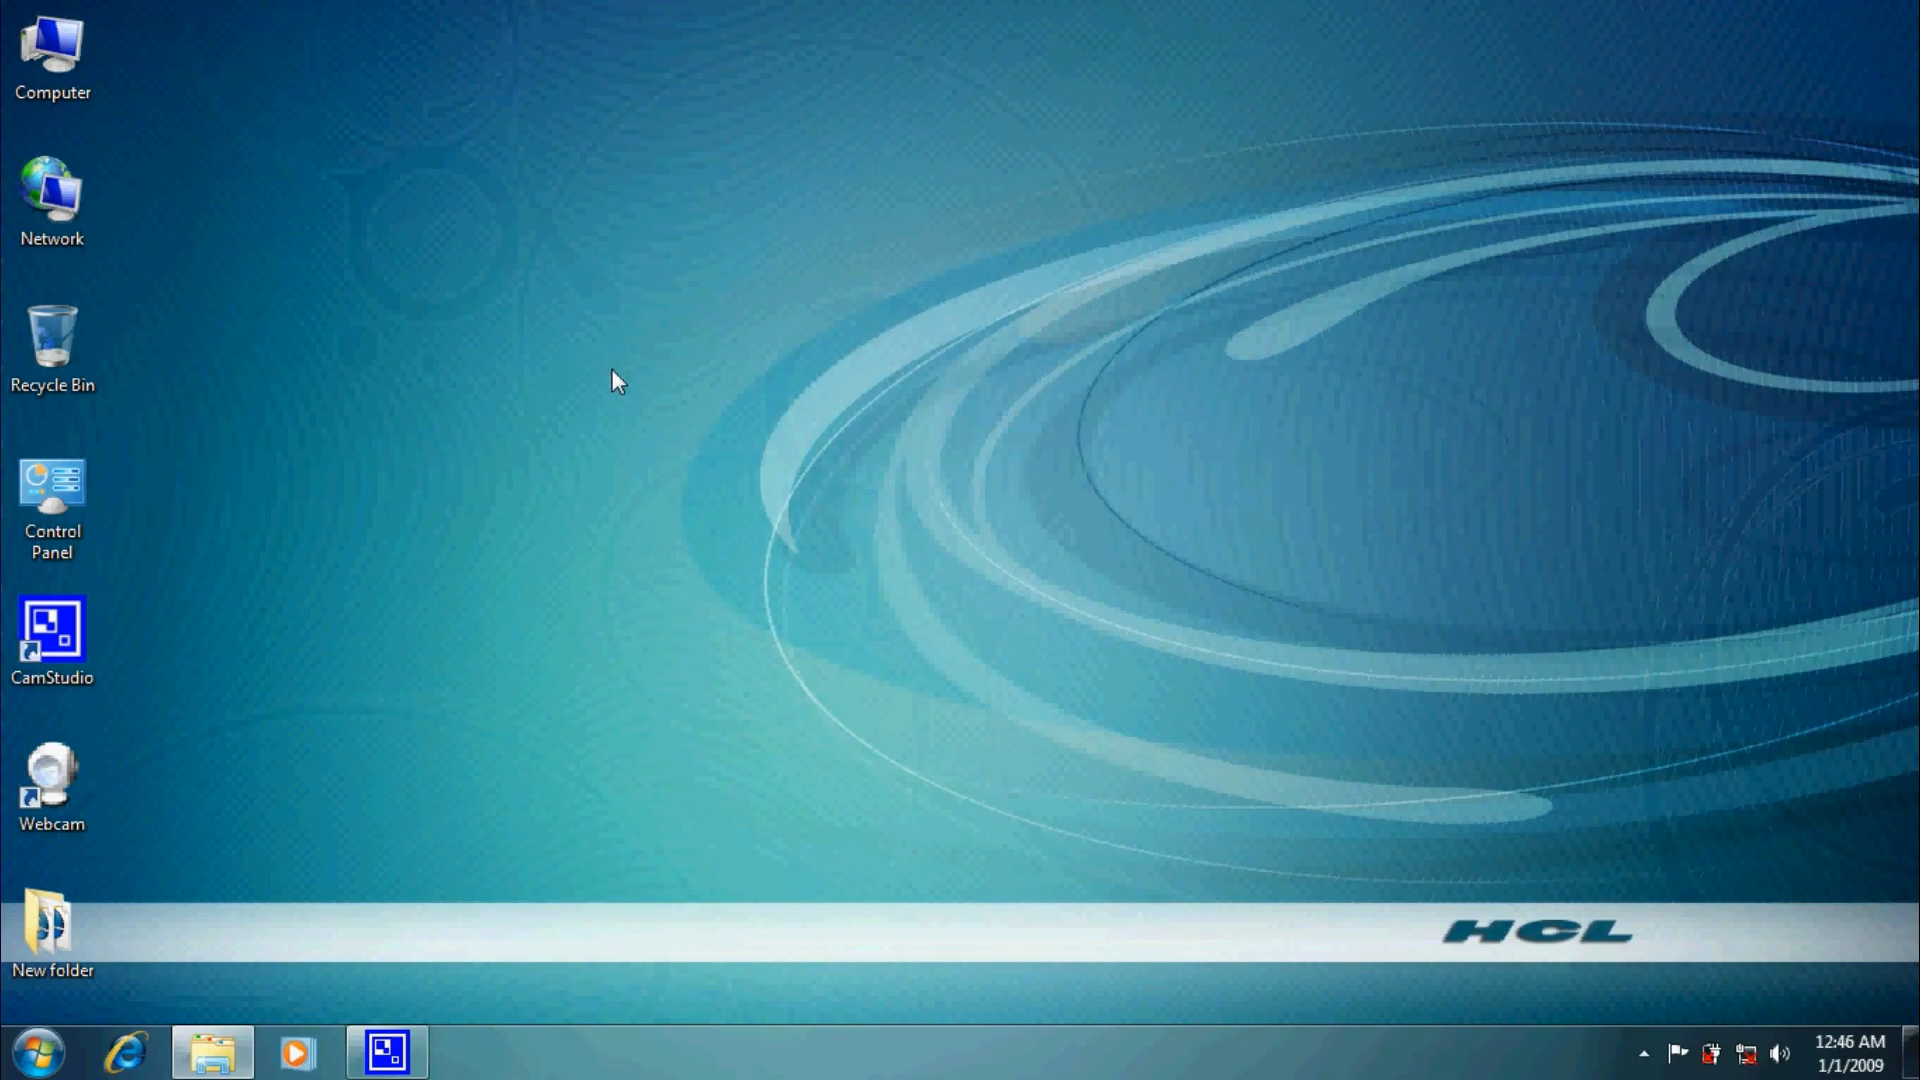 Computer
Network
Recycle Bin
Control
Panel
CamStudio
Webcam
New folder
HCL
12:46 AM
1/1/2009